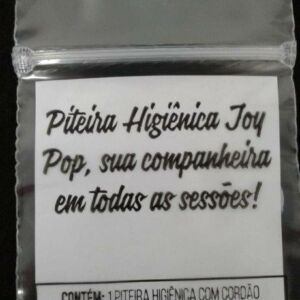 Piteira Higiênica Joy
Pop, sua companheira
em todas as sessões!
CONTÉM: 1 PITEIRA HIGIÊNICA COM CORDÃO